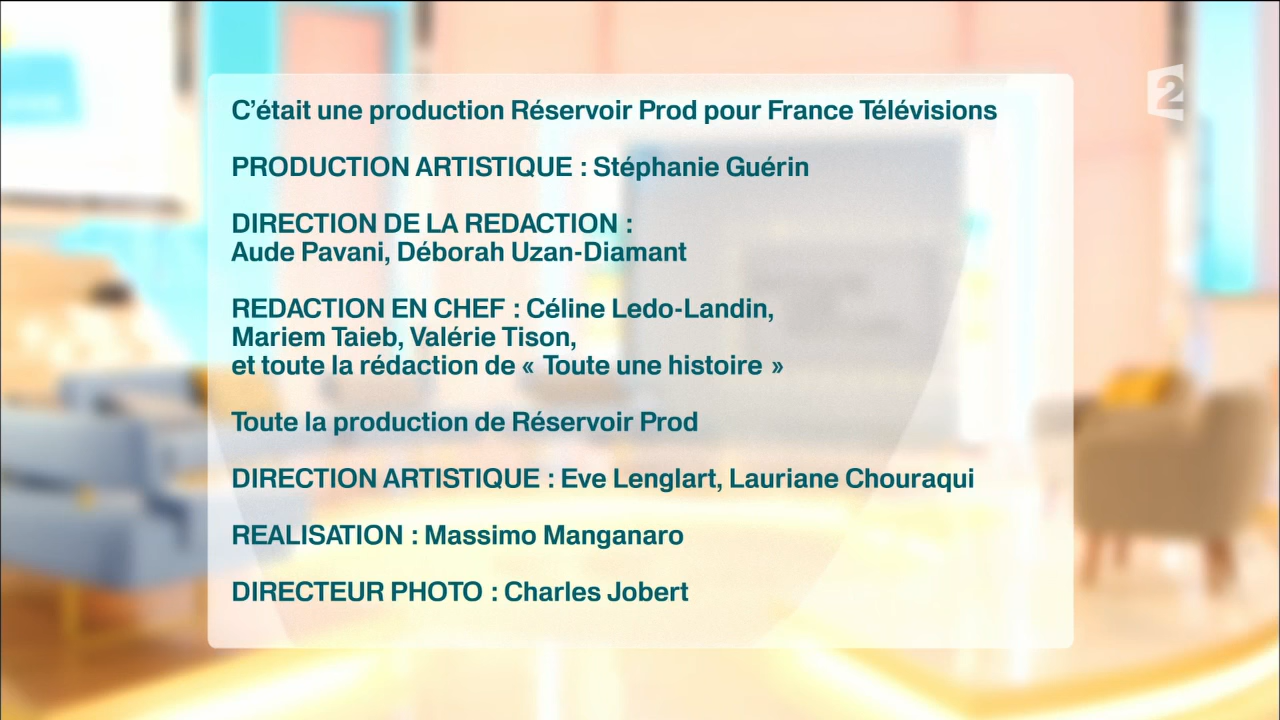 C'était une production Réservoir Prod pour France Télévisions
PRODUCTION ARTISTIQUE : Stéphanie Guérin
DIRECTION DE LA REDACTION :
Aude Pavani, Déborah Uzan-Diamant
REDACTION EN CHEF : Céline Ledo-Landin,
Mariem Taieb, Valérie Tison,
et toute la rédaction de « Toute une histoire »
Toute la production de Réservoir Prod
DIRECTION ARTISTIQUE : Eve Lenglart, Lauriane Chouraqui
REALISATION : Massimo Manganaro
DIRECTEUR PHOTO : Charles Jobert
2